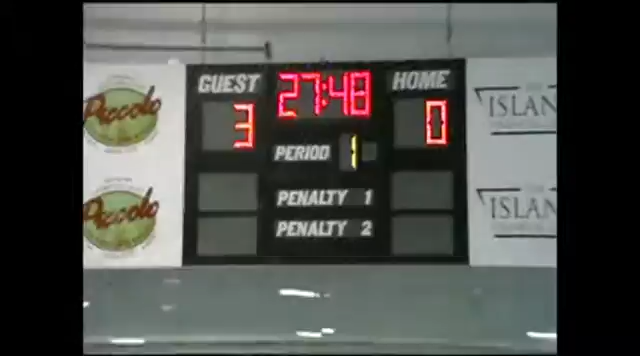 GUEST 27:48 HOME
3 0
PERIOD 1
PENALTY 1
PENALTY 2
Piccolo
Piccolo
ISLAN
ISLAN